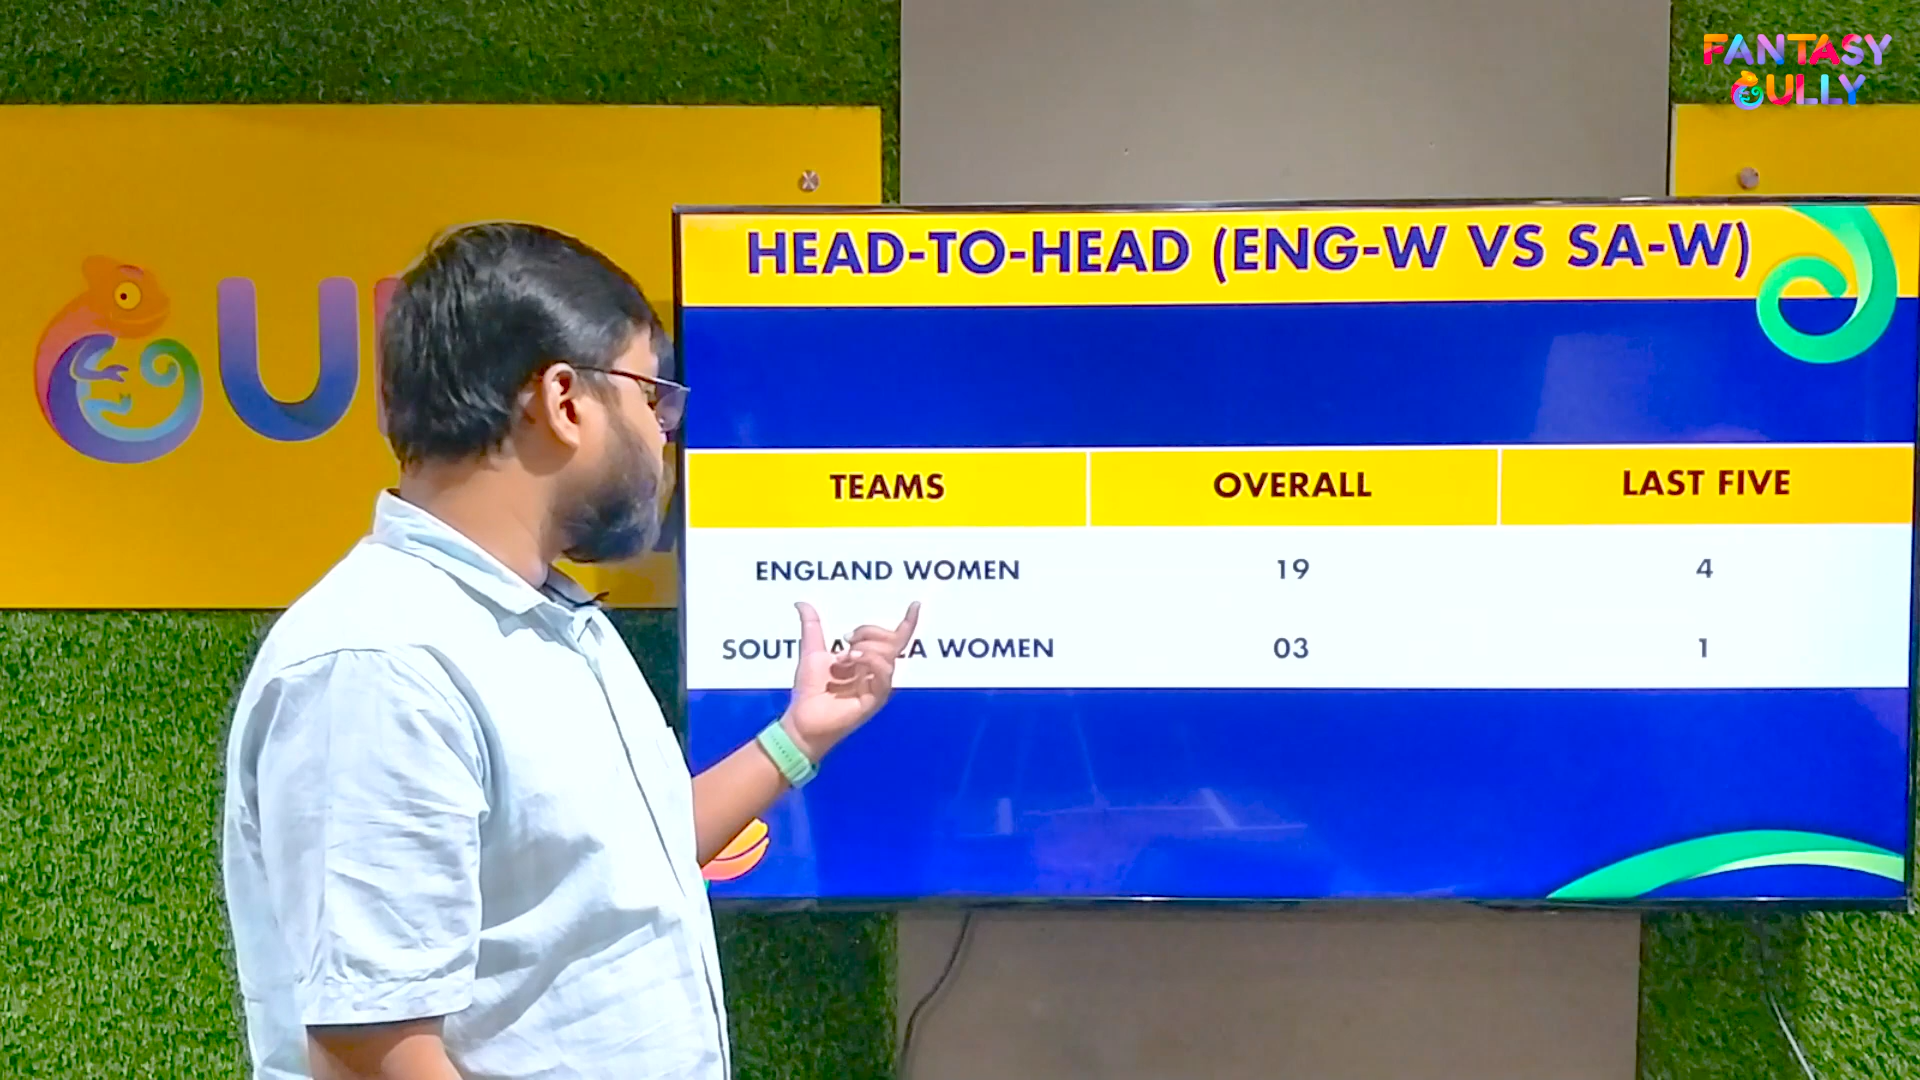 FANTASY
GULLY
HEAD-TO-HEAD (ENG-W VS SA-W)
TEAMS OVERALL LAST FIVE
ENGLAND WOMEN 19 4
WOMEN 03 1